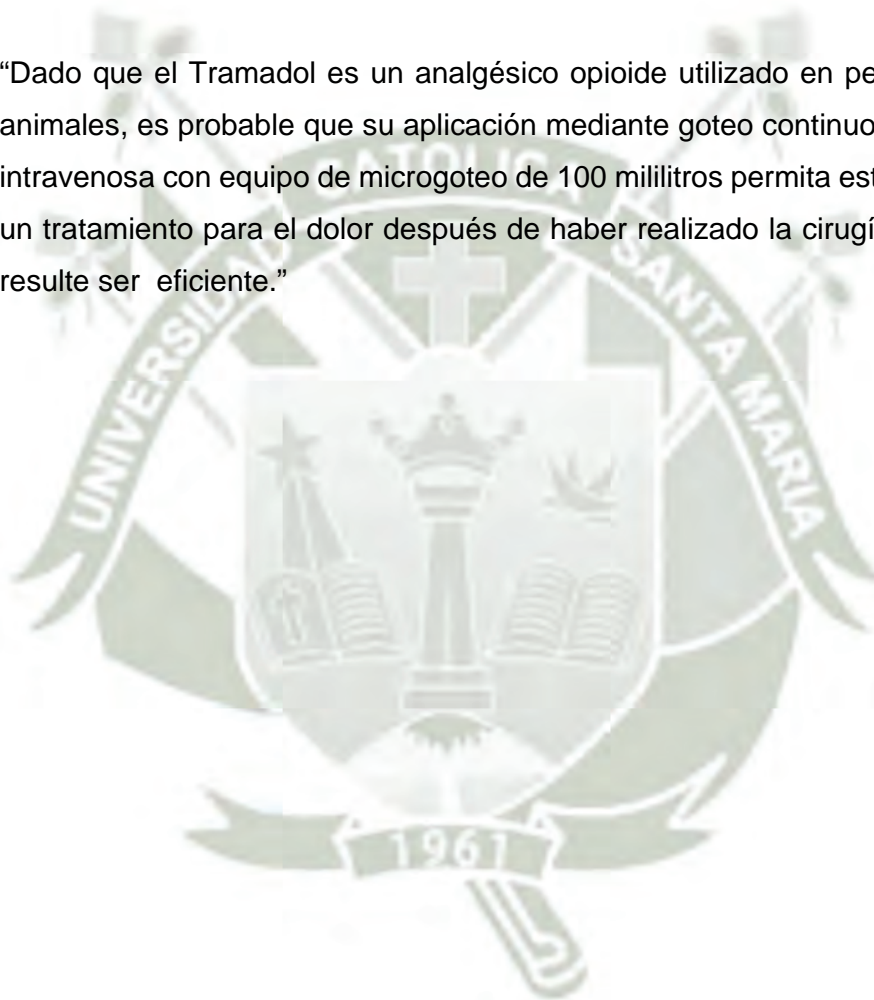 “Dado que el Tramadol es un analgésico opioide utilizado en pe
animales, es probable que su aplicación mediante goteo continuo
intravenosa con equipo de microgoteo de 100 mililitros permita est
un tratamiento para el dolor después de haber realizado la cirugí
resulte ser  eficiente.”
UNIVERSIDAD CATOLICA SANTA MARIA
1961